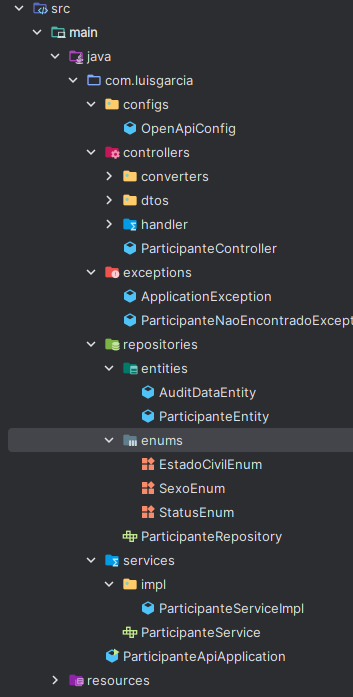 src
main
java
com.luisgarcia
configs
OpenApiConfig
controllers
converters
dtos
handler
ParticipanteController
exceptions
ApplicationException
ParticipanteNaoEncontradoExcept
repositories
entities
AuditDataEntity
ParticipanteEntity
enums
EstadoCivilEnum
SexoEnum
StatusEnum
ParticipanteRepository
services
impl
ParticipanteServiceImpl
ParticipanteService
ParticipanteApiApplication
resources